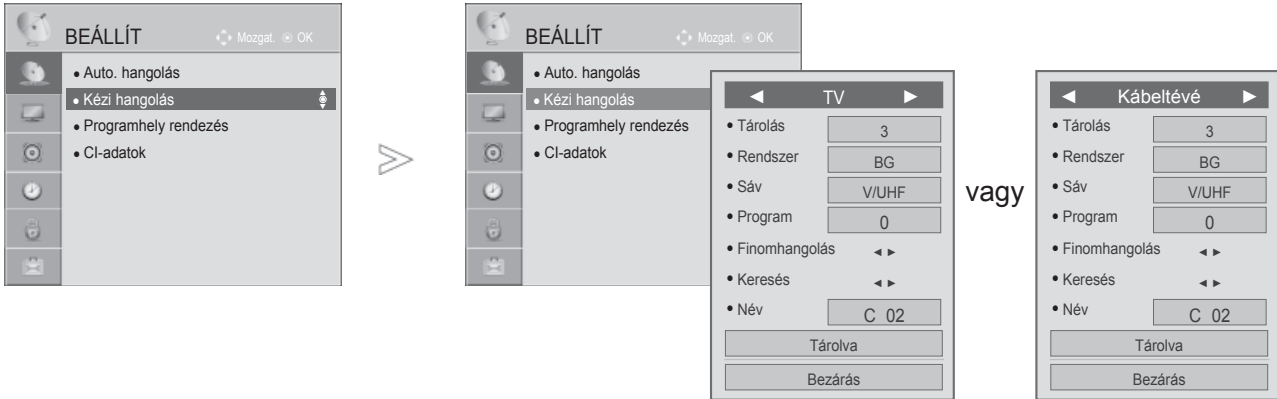 BEÁLLÍT
Mozgat. OK
• Auto. hangolás
• Kézi hangolás
• Programhely rendezés
• CI-adatok
BEÁLLÍT
Mozgat. OK
• Auto. hangolás
• Kézi hangolás
• Programhely rendezés
• CI-adatok
◄ TV ►
• Tárolás 3
• Rendszer BG
• Sáv V/UHF
• Program 0
• Finomhangolás ◄ ►
• Keresés ◄ ►
• Név C 02
Tárolva
Bezárás
vagy
◄ Kábeltévé ►
• Tárolás 3
• Rendszer BG
• Sáv V/UHF
• Program 0
• Finomhangolás ◄ ►
• Keresés ◄ ►
• Név C 02
Tárolva
Bezárás